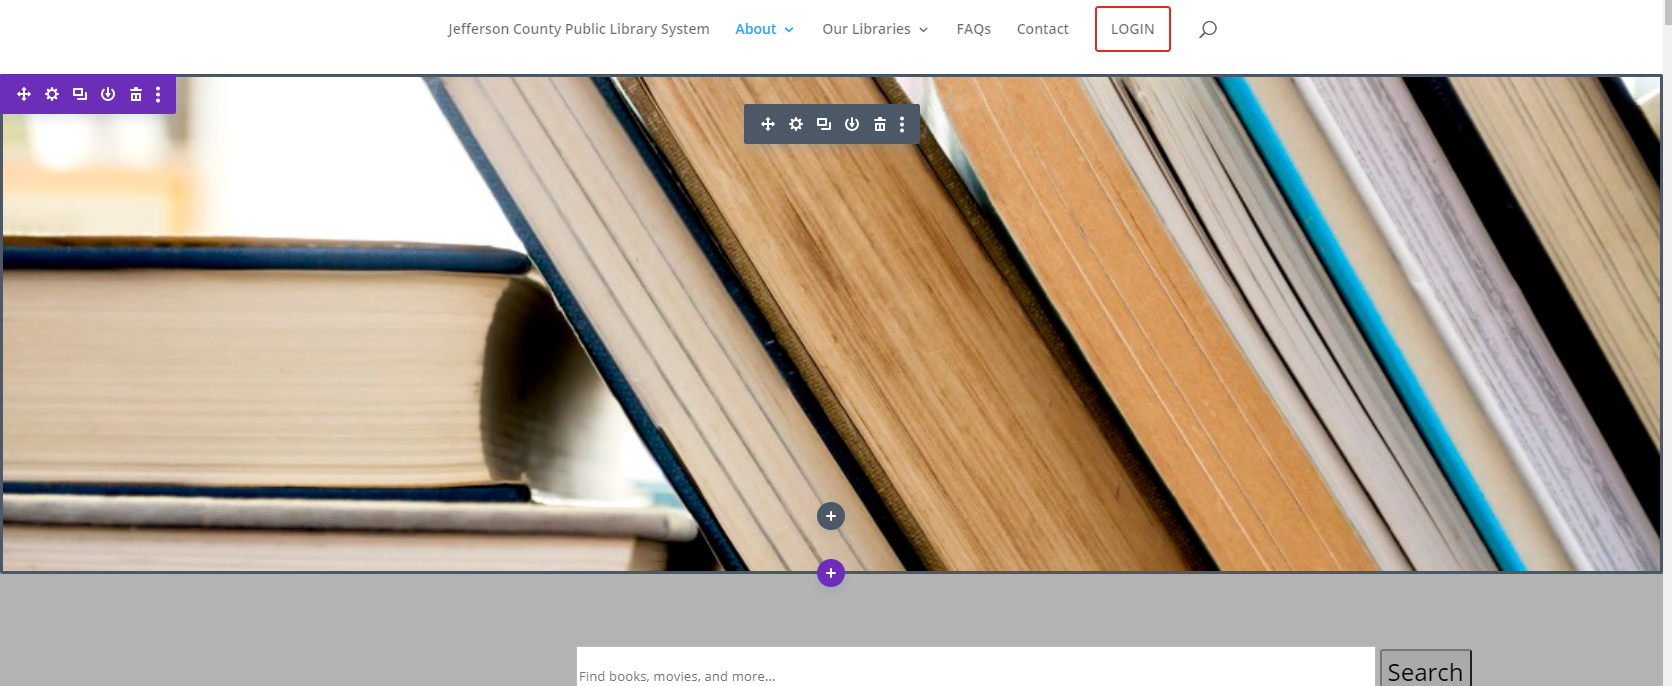 Jefferson County Public Library System About Our Libraries FAQs Contact LOGIN
Find books, movies, and more...
Search